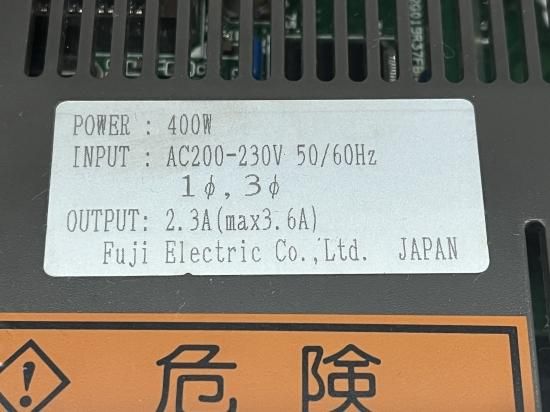 POWER : 400W
INPUT : AC200-230V 50/60Hz
1φ, 3φ
OUTPUT: 2.3A(max3.6A)
Fuji Electric Co.,Ltd. JAPAN
危険